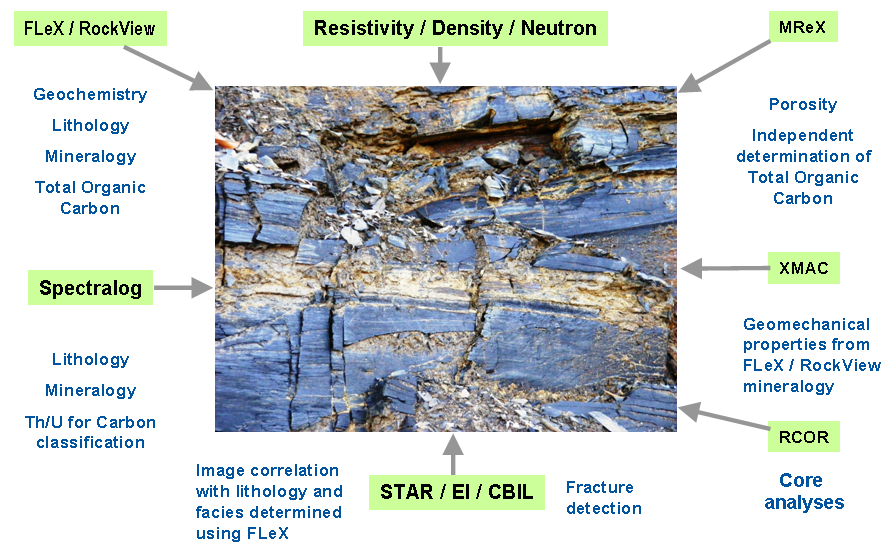 FLeX / RockView
Resistivity / Density / Neutron
MReX
Geochemistry
Lithology
Mineralogy
Total Organic
Carbon
Porosity
Independent
determination of
Total Organic
Carbon
Spectralog
XMAC
Lithology
Mineralogy
Th/U for Carbon
classification
Geomechanical
properties from
FLeX / RockView
mineralogy
RCOR
Core
analyses
Image correlation
with lithology and
facies determined
using FLeX
STAR / EI / CBIL
Fracture
detection